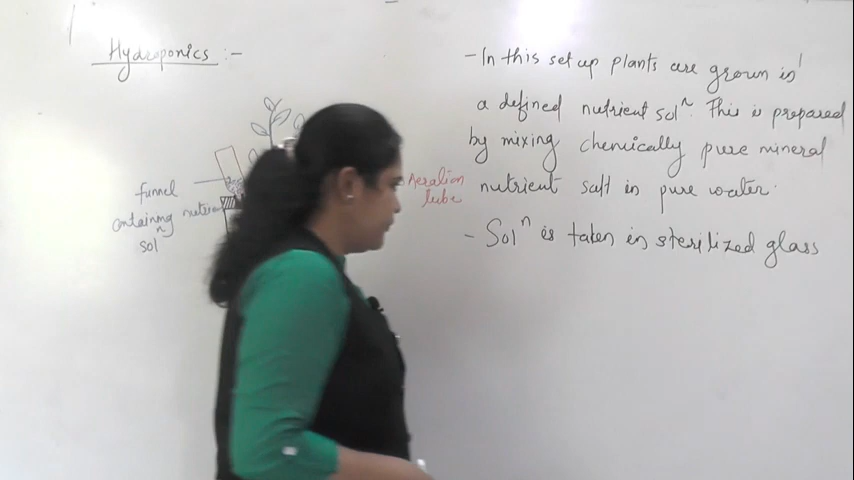 Hydroponics :-
funnel
containing nutrien
solⁿ
Aeration
tube
- In this set up plants are grown in
a defined nutrient solⁿ. This is prepared
by mixing chemically pure mineral
nutrient salt in pure water.
- Solⁿ is taken in sterilized glass